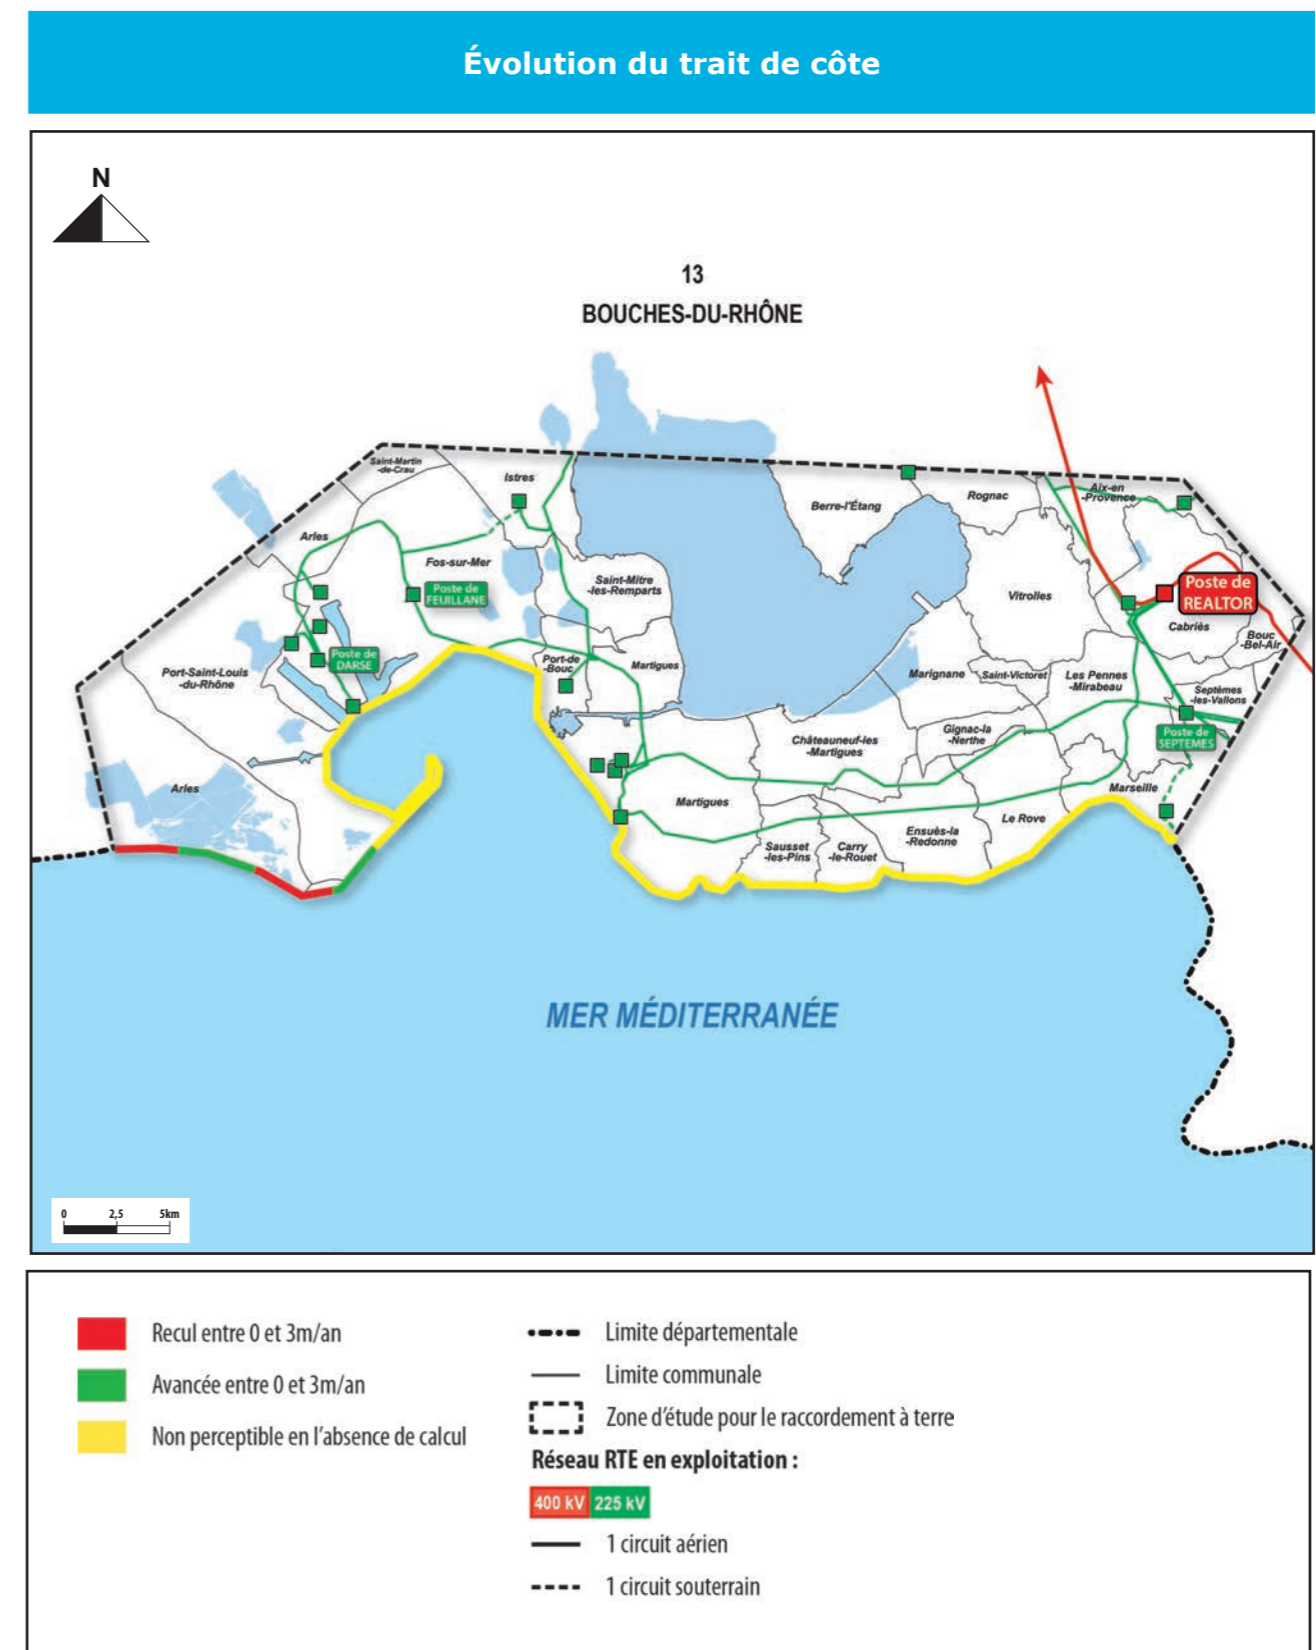 Évolution du trait de côte
N
13
BOUCHES-DU-RHÔNE
Saint-Martin
-de-Crau
Istres
Berre-l'Étang
Rognac
Aix-en
-Provence
Arles
Fos-sur-Mer
Saint-Mitre
-les-Remparts
Vitrolles
Poste de
FEUILLANE
Poste de
REALTOR
Cabriès
Bouc
-Bel-Air
Poste de
DARSE
Port-Saint-Louis
-du-Rhône
Port-de
-Bouc
Martigues
Marignane
Saint-Victoret
Les Pennes
-Mirabeau
Septèmes
-les-Vallons
Poste de
SEPTEMES
Châteauneuf-les
-Martigues
Gignac-la
-Nerthe
Arles
Martigues
Marseille
Le Rove
Ensuès-la
-Redonne
Sausset
-les-Pins
Carry
-le-Rouet
MER MÉDITERRANÉE
0 2,5 5km
Recul entre 0 et 3m/an
Avancée entre 0 et 3m/an
Non perceptible en l'absence de calcul
Limite départementale
Limite communale
Zone d'étude pour le raccordement à terre
Réseau RTE en exploitation :
400 kV 225 kV
1 circuit aérien
1 circuit souterrain